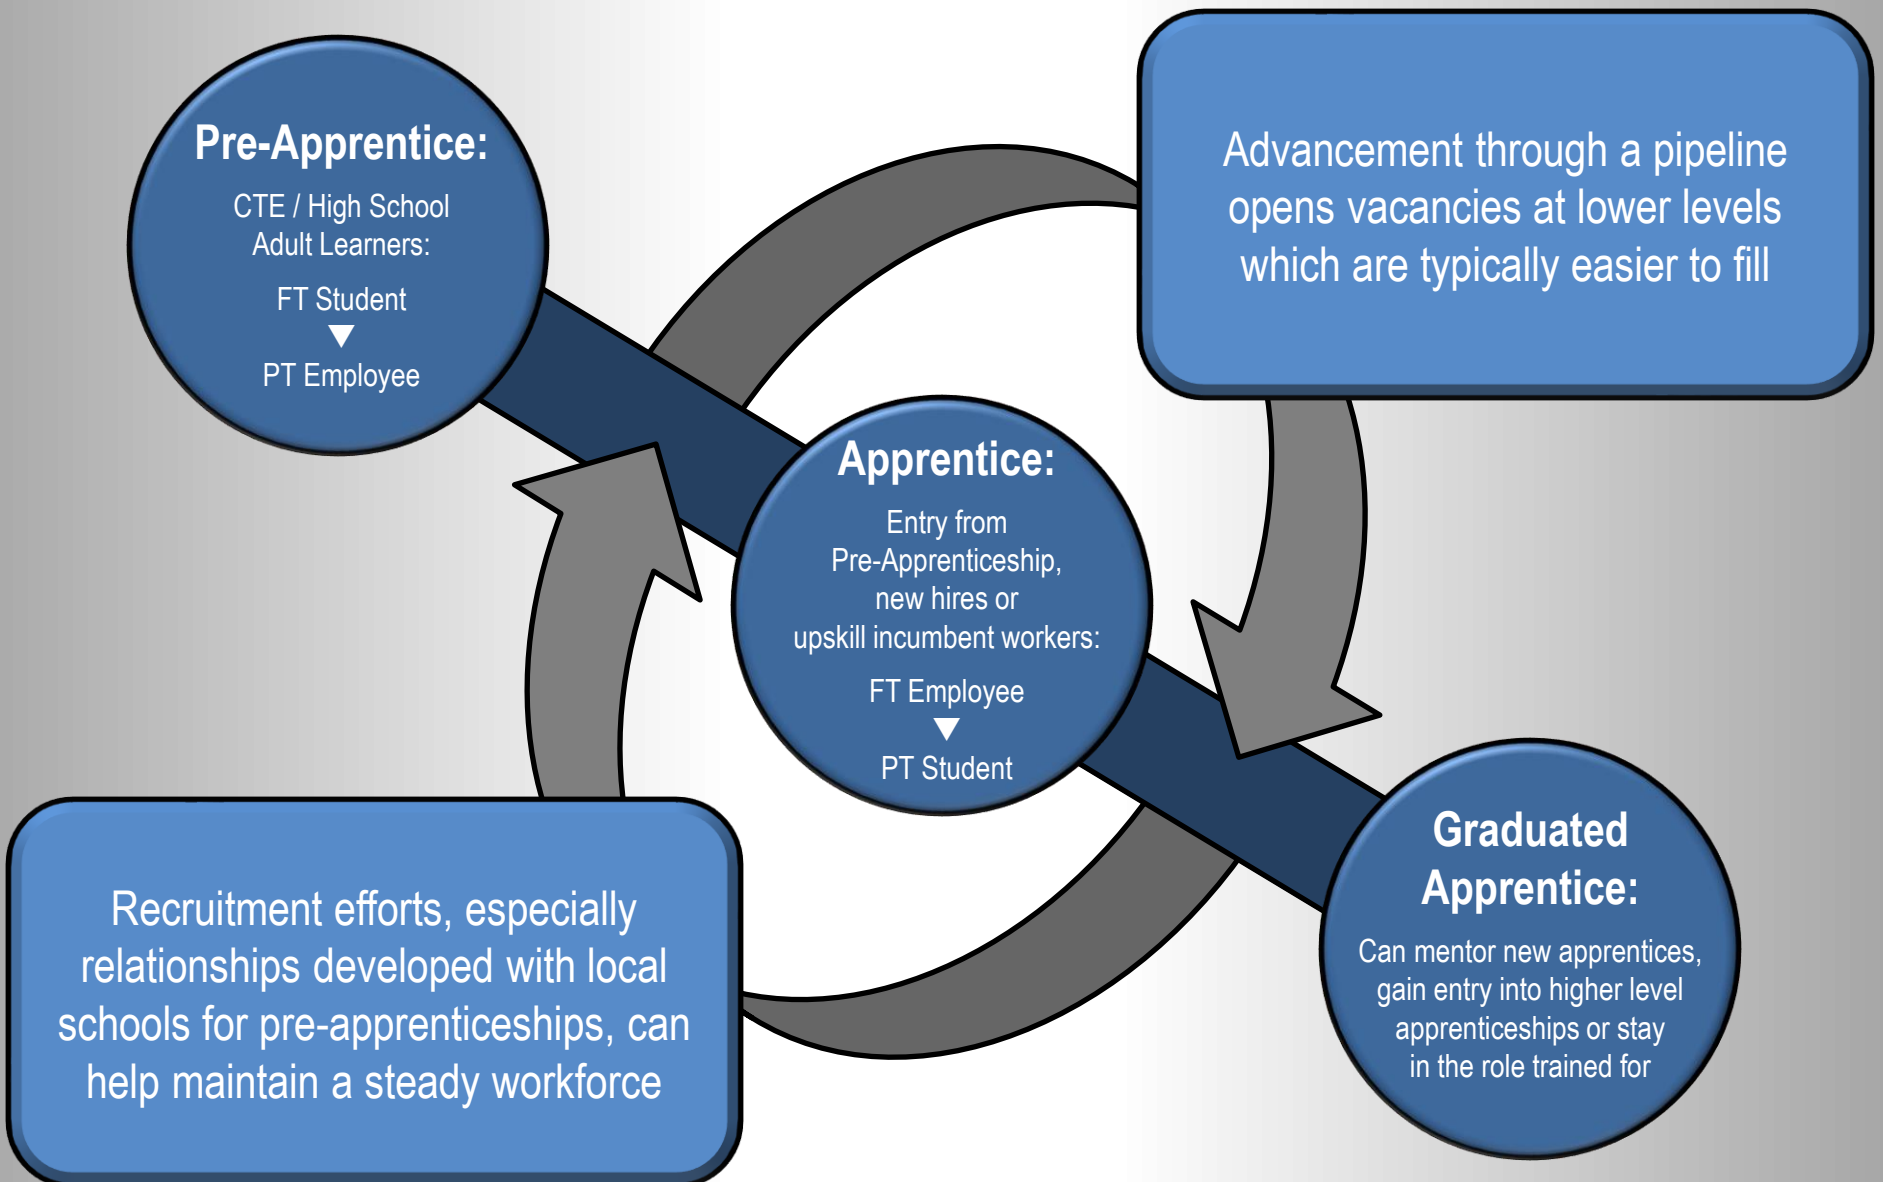 Pre-Apprentice:
CTE / High School
Adult Learners:
FT Student
PT Employee
Advancement through a pipeline
opens vacancies at lower levels
which are typically easier to fill
Apprentice:
Entry from
Pre-Apprenticeship,
new hires or
upskill incumbent workers:
FT Employee
PT Student
Recruitment efforts, especially
relationships developed with local
schools for pre-apprenticeships, can
help maintain a steady workforce
Graduated
Apprentice:
Can mentor new apprentices,
gain entry into higher level
apprenticeships or stay
in the role trained for